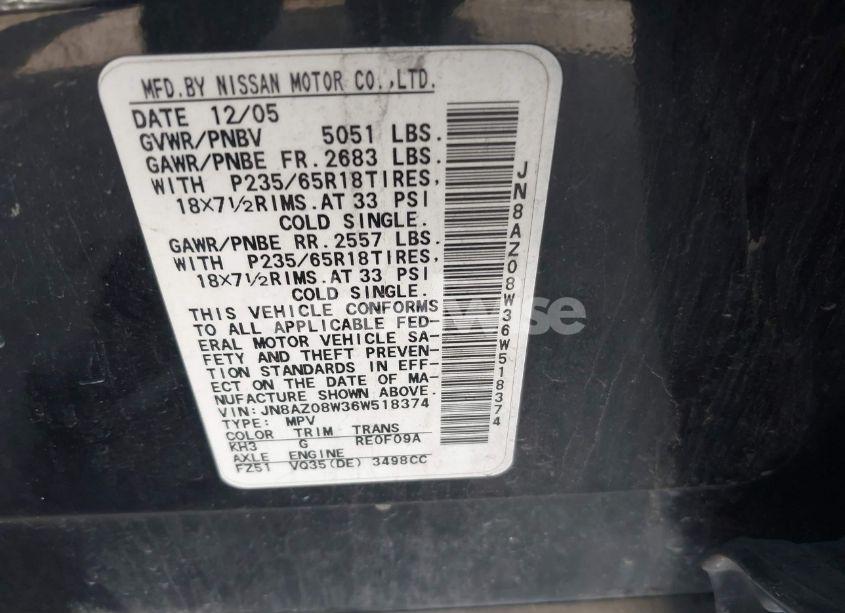 MFD.BY NISSAN MOTOR CO.,LTD.
DATE 12/05
GVWR/PNBV 5051 LBS.
GAWR/PNBE FR.2683 LBS.
WITH P235/65R18TIRES,
18X7½RIMS.AT 33 PSI
COLD SINGLE.
GAWR/PNBE RR.2557 LBS.
WITH P235/65R18TIRES,
18X7½RIMS.AT 33 PSI
COLD SINGLE.
THIS VEHICLE CONFORMS
TO ALL APPLICABLE FED-
ERAL MOTOR VEHICLE SA-
FETY AND THEFT PREVEN-
TION STANDARDS IN EFF-
ECT ON THE DATE OF MA-
NUFACTURE SHOWN ABOVE.
VIN: JN8AZ08W36W518374
TYPE: MPV
COLOR TRIM TRANS
KH3 G RE0F09A
AXLE ENGINE
FZ51 VQ35(DE) 3498CC
JN8AZ08W36W518374